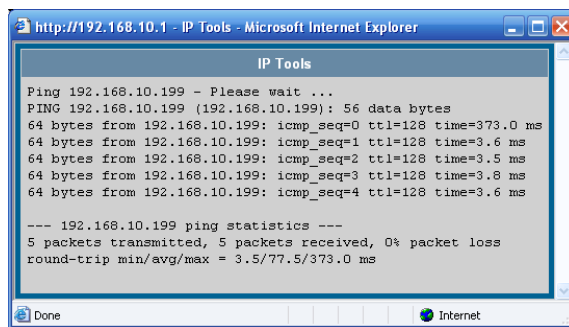 http://192.168.10.1 - IP Tools - Microsoft Internet Explorer
IP Tools
Ping 192.168.10.199 - Please wait ...
PING 192.168.10.199 (192.168.10.199): 56 data bytes
64 bytes from 192.168.10.199: icmp_seq=0 ttl=128 time=373.0 ms
64 bytes from 192.168.10.199: icmp_seq=1 ttl=128 time=3.6 ms
64 bytes from 192.168.10.199: icmp_seq=2 ttl=128 time=3.5 ms
64 bytes from 192.168.10.199: icmp_seq=3 ttl=128 time=3.8 ms
64 bytes from 192.168.10.199: icmp_seq=4 ttl=128 time=3.6 ms
--- 192.168.10.199 ping statistics ---
5 packets transmitted, 5 packets received, 0% packet loss
round-trip min/avg/max = 3.5/77.5/373.0 ms
Done
Internet